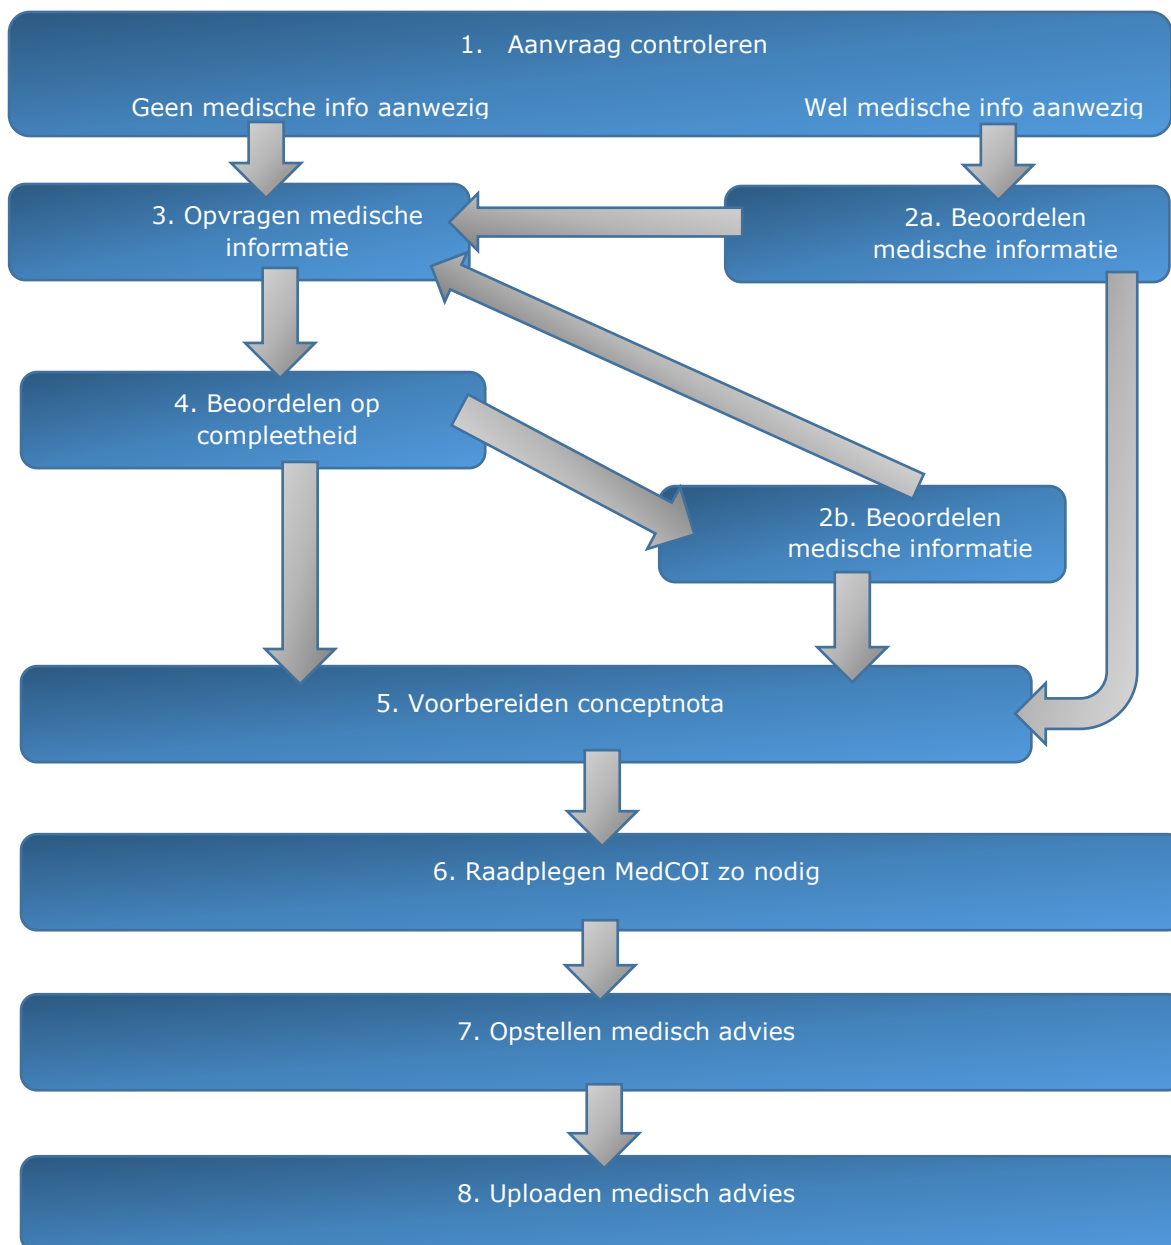 1. Aanvraag controleren
Geen medische info aanwezig
Wel medische info aanwezig
3. Opvragen medische
informatie
2a. Beoordelen
medische informatie
4. Beoordelen op
compleetheid
2b. Beoordelen
medische informatie
5. Voorbereiden conceptnota
6. Raadplegen MedCOI zo nodig
7. Opstellen medisch advies
8. Uploaden medisch advies